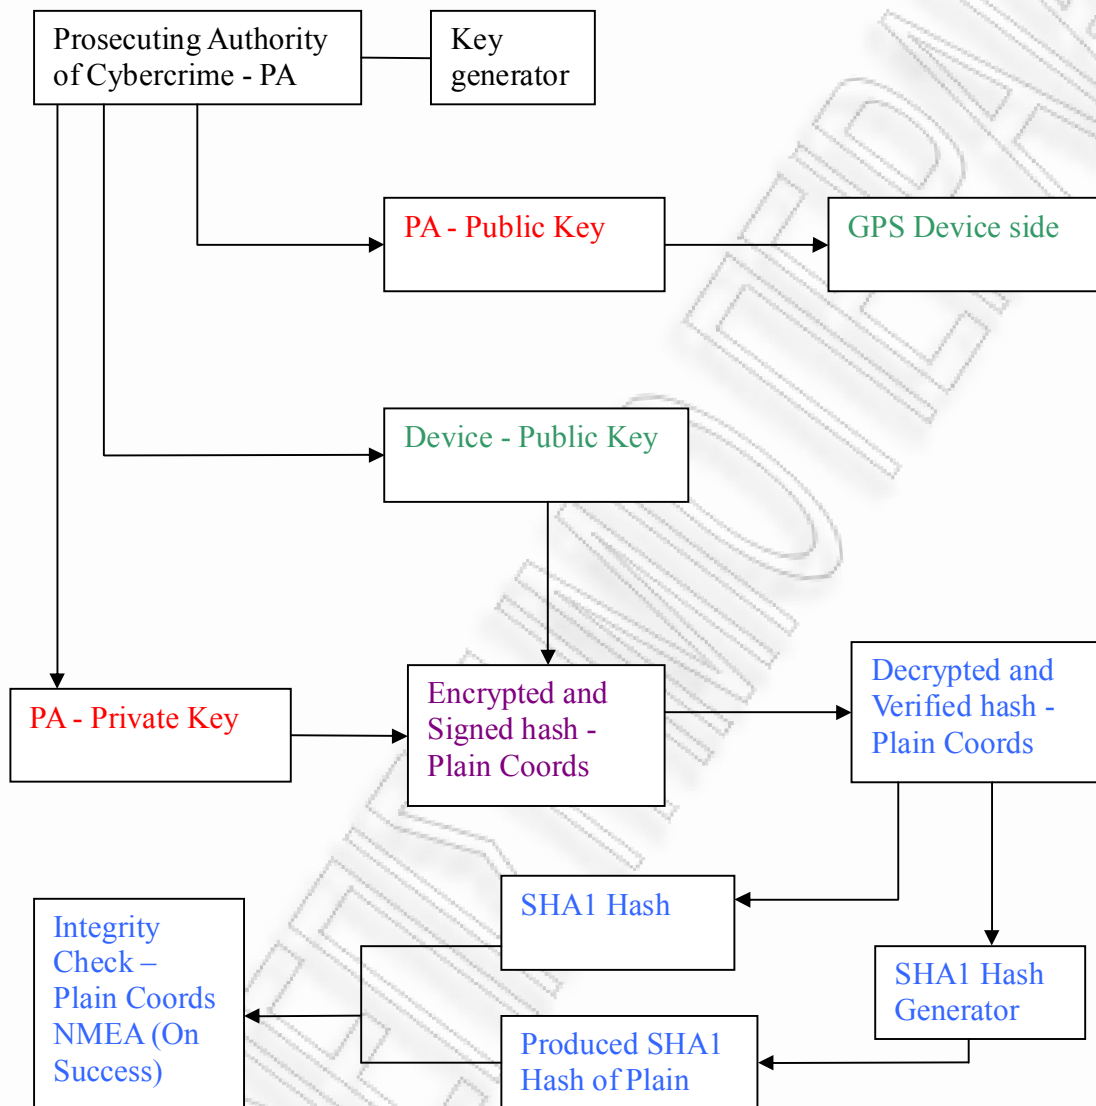 Prosecuting Authority
of Cybercrime - PA
Key
generator
PA - Public Key
GPS Device side
Device - Public Key
PA - Private Key
Encrypted and
Signed hash -
Plain Coords
Decrypted and
Verified hash -
Plain Coords
SHA1 Hash
Integrity
Check –
Plain Coords
NMEA (On
Success)
SHA1 Hash
Generator
Produced SHA1
Hash of Plain